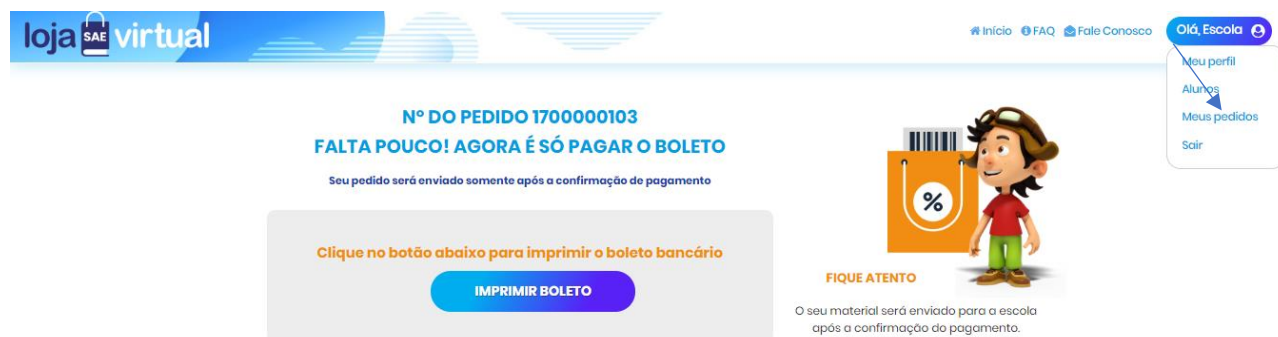 loja SAE virtual
Início FAQ Fale Conosco Olá, Escola
Meu perfil
Alunos
Meus pedidos
Sair
Nº DO PEDIDO 1700000103
FALTA POUCO! AGORA É SÓ PAGAR O BOLETO
Seu pedido será enviado somente após a confirmação de pagamento
Clique no botão abaixo para imprimir o boleto bancário
IMPRIMIR BOLETO
%
FIQUE ATENTO
O seu material será enviado para a escola
após a confirmação do pagamento.